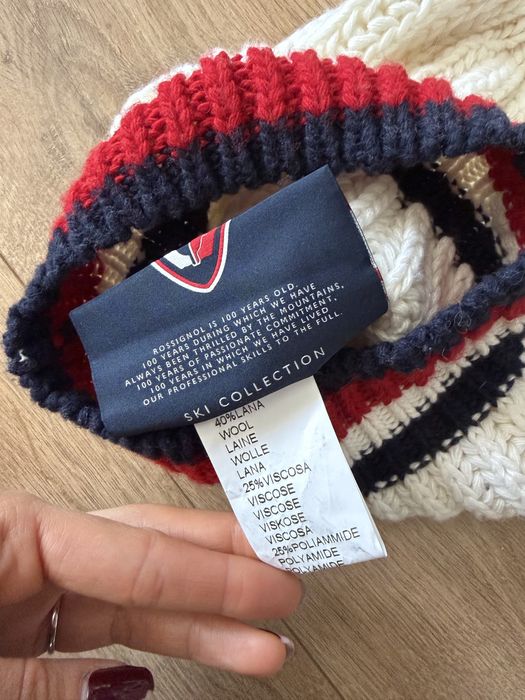 ROSSIGNOL IS 100 YEARS OLD.
100 YEARS DURING WHICH WE HAVE
ALWAYS BEEN THRILLED BY THE MOUNTAINS.
100 YEARS OF PASSIONATE COMMITMENT.
100 YEARS IN WHICH WE HAVE LIVED
OUR PROFESSIONAL SKILLS TO THE FULL.
SKI COLLECTION
40%LANA
WOOL
LAINE
WOLLE
LANA
25%VISCOSA
VISCOSE
VISCOSE
VISKOSE
VISCOSA
25%POLIAMMIDE
POLYAMIDE
POLYAMIDE